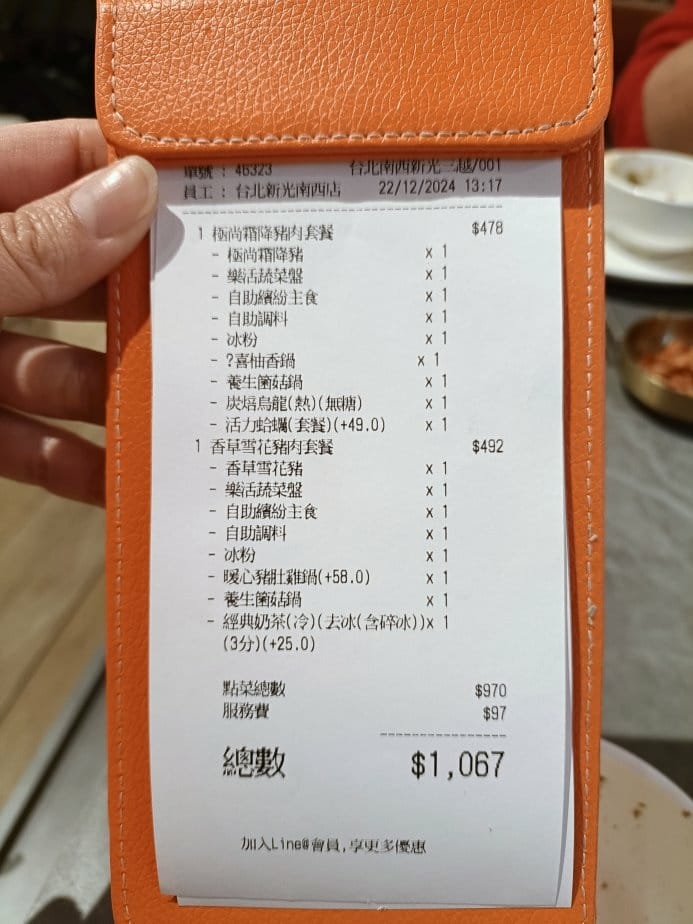 單號 : 46323 台北南西新光三越/001
員工 : 台北新光南西店 22/12/2024 13:17
1 極尚霜降豬肉套餐 $478
- 極尚霜降豬 x 1
- 樂活蔬菜盤 x 1
- 自助繽紛主食 x 1
- 自助調料 x 1
- 冰粉 x 1
- ?喜柚香鍋 x 1
- 養生菌菇鍋 x 1
- 炭焙烏龍(熱)(無糖) x 1
- 活力蛤蠣(套餐)(+49.0) x 1
1 香草雪花豬肉套餐 $492
- 香草雪花豬 x 1
- 樂活蔬菜盤 x 1
- 自助繽紛主食 x 1
- 自助調料 x 1
- 冰粉 x 1
- 暖心豬肚雞鍋(+58.0) x 1
- 養生菌菇鍋 x 1
- 經典奶茶(冷)(去冰(含碎冰))x 1
(3分)(+25.0)
點菜總數 $970
服務費 $97
總數 $1,067
加入Line@會員,享更多優惠